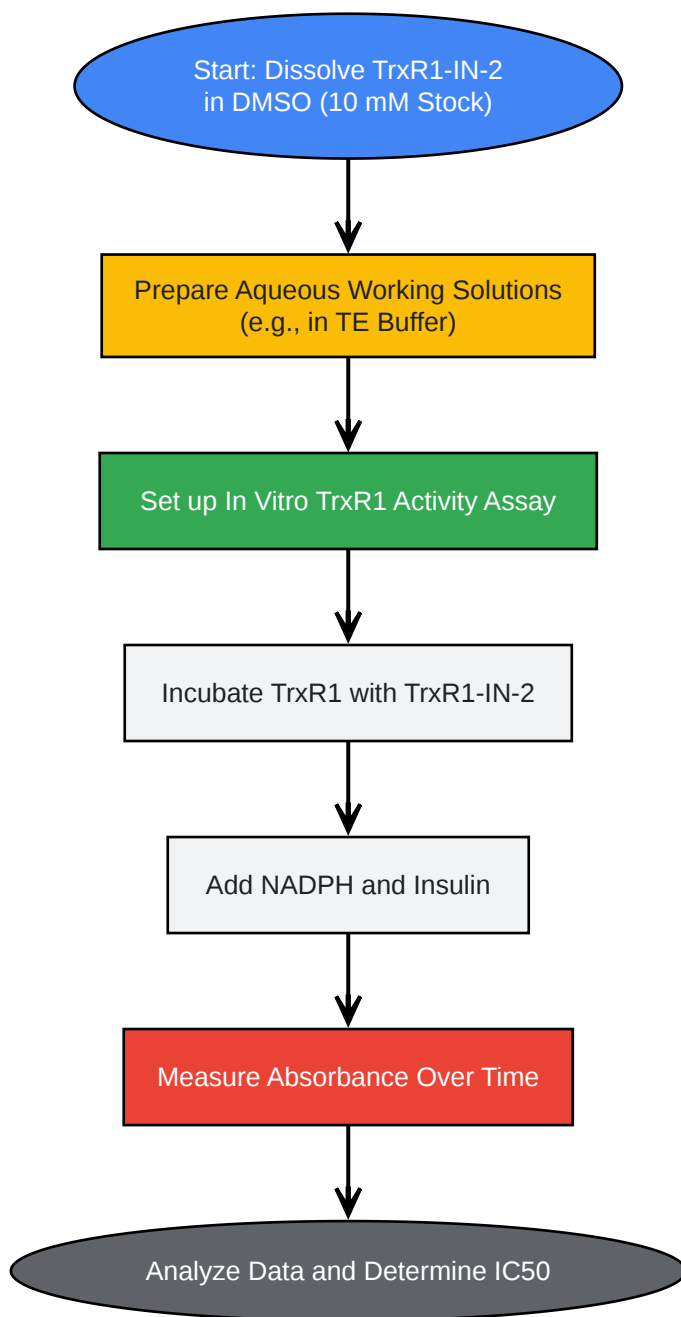 Start: Dissolve TrxR1-IN-2
in DMSO (10 mM Stock)
Prepare Aqueous Working Solutions
(e.g., in TE Buffer)
Set up In Vitro TrxR1 Activity Assay
Incubate TrxR1 with TrxR1-IN-2
Add NADPH and Insulin
Measure Absorbance Over Time
Analyze Data and Determine IC50